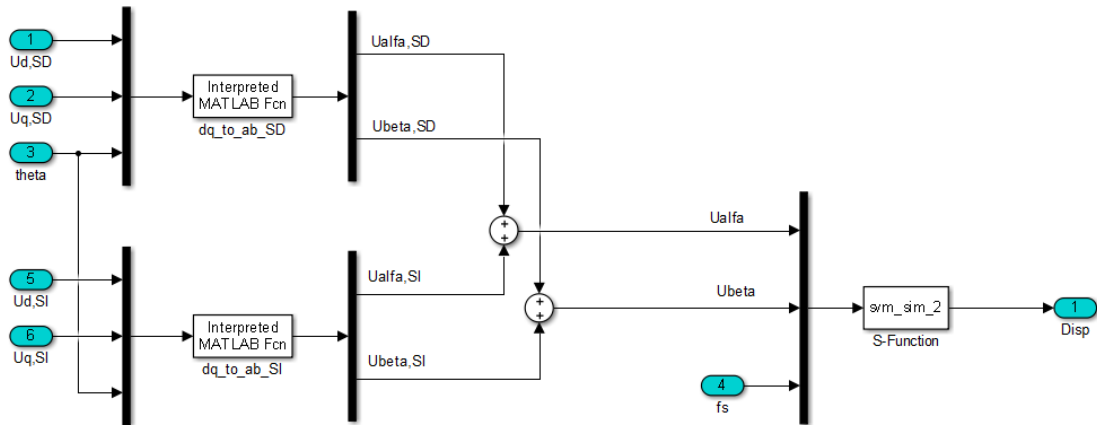 1
Ud,SD
2
Uq,SD
3
theta
Interpreted
MATLAB Fcn
dq_to_ab_SD
Ualfa,SD
Ubeta,SD
+
+
Ualfa
5
Ud,SI
6
Uq,SI
Interpreted
MATLAB Fcn
dq_to_ab_SI
Ualfa,SI
Ubeta,SI
+
+
Ubeta
4
fs
svm_sim_2
S-Function
1
Disp